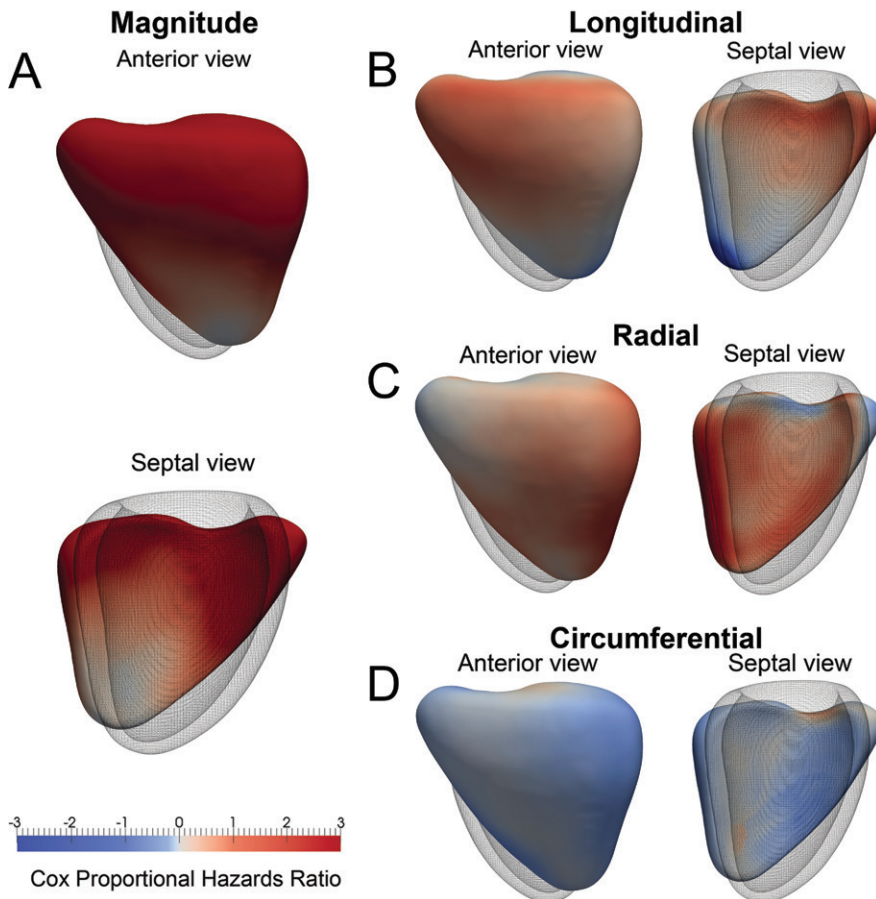 Magnitude
A
Anterior view
Septal view
Longitudinal
B
Anterior view
Septal view
Radial
C
Anterior view
Septal view
Circumferential
D
Anterior view
Septal view
-3 -2 -1 0 1 2 3
Cox Proportional Hazards Ratio